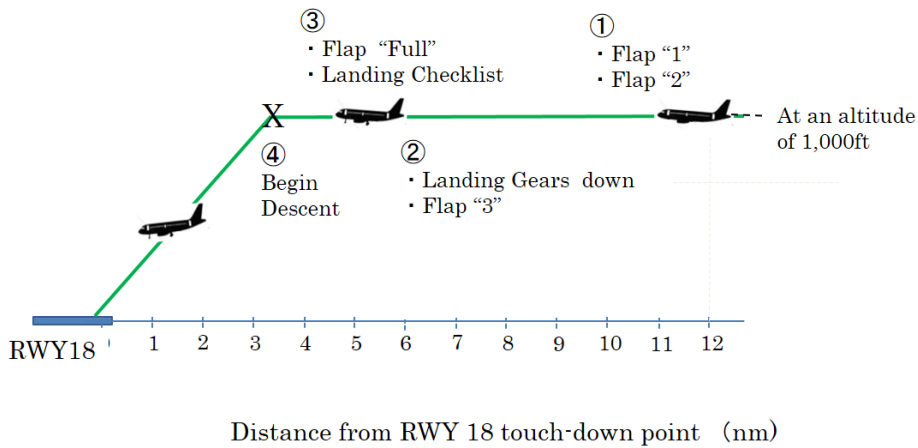 ③
・Flap “Full”
・Landing Checklist
①
・Flap “1”
・Flap “2”
X
At an altitude
of 1,000ft
④
Begin
Descent
②
・Landing Gears down
・Flap “3”
RWY18
1 2 3 4 5 6 7 8 9 10 11 12
Distance from RWY 18 touch-down point （nm)